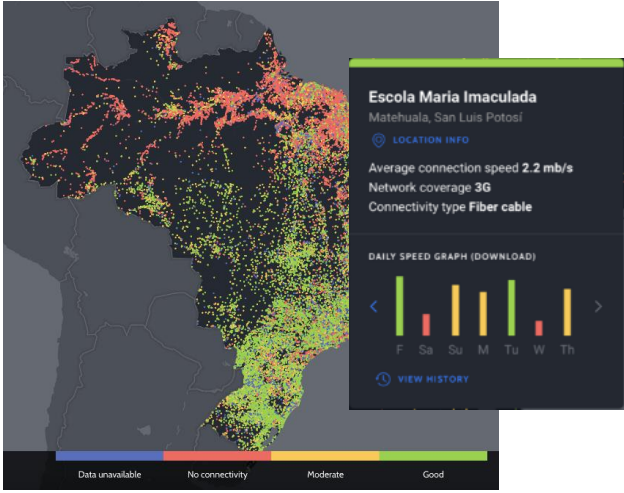 Escola Maria Imaculada
Matehuala, San Luis Potosí
LOCATION INFO
Average connection speed 2.2 mb/s
Network coverage 3G
Connectivity type Fiber cable
DAILY SPEED GRAPH (DOWNLOAD)
F Sa Su M Tu W Th
VIEW HISTORY
Data unavailable No connectivity Moderate Good